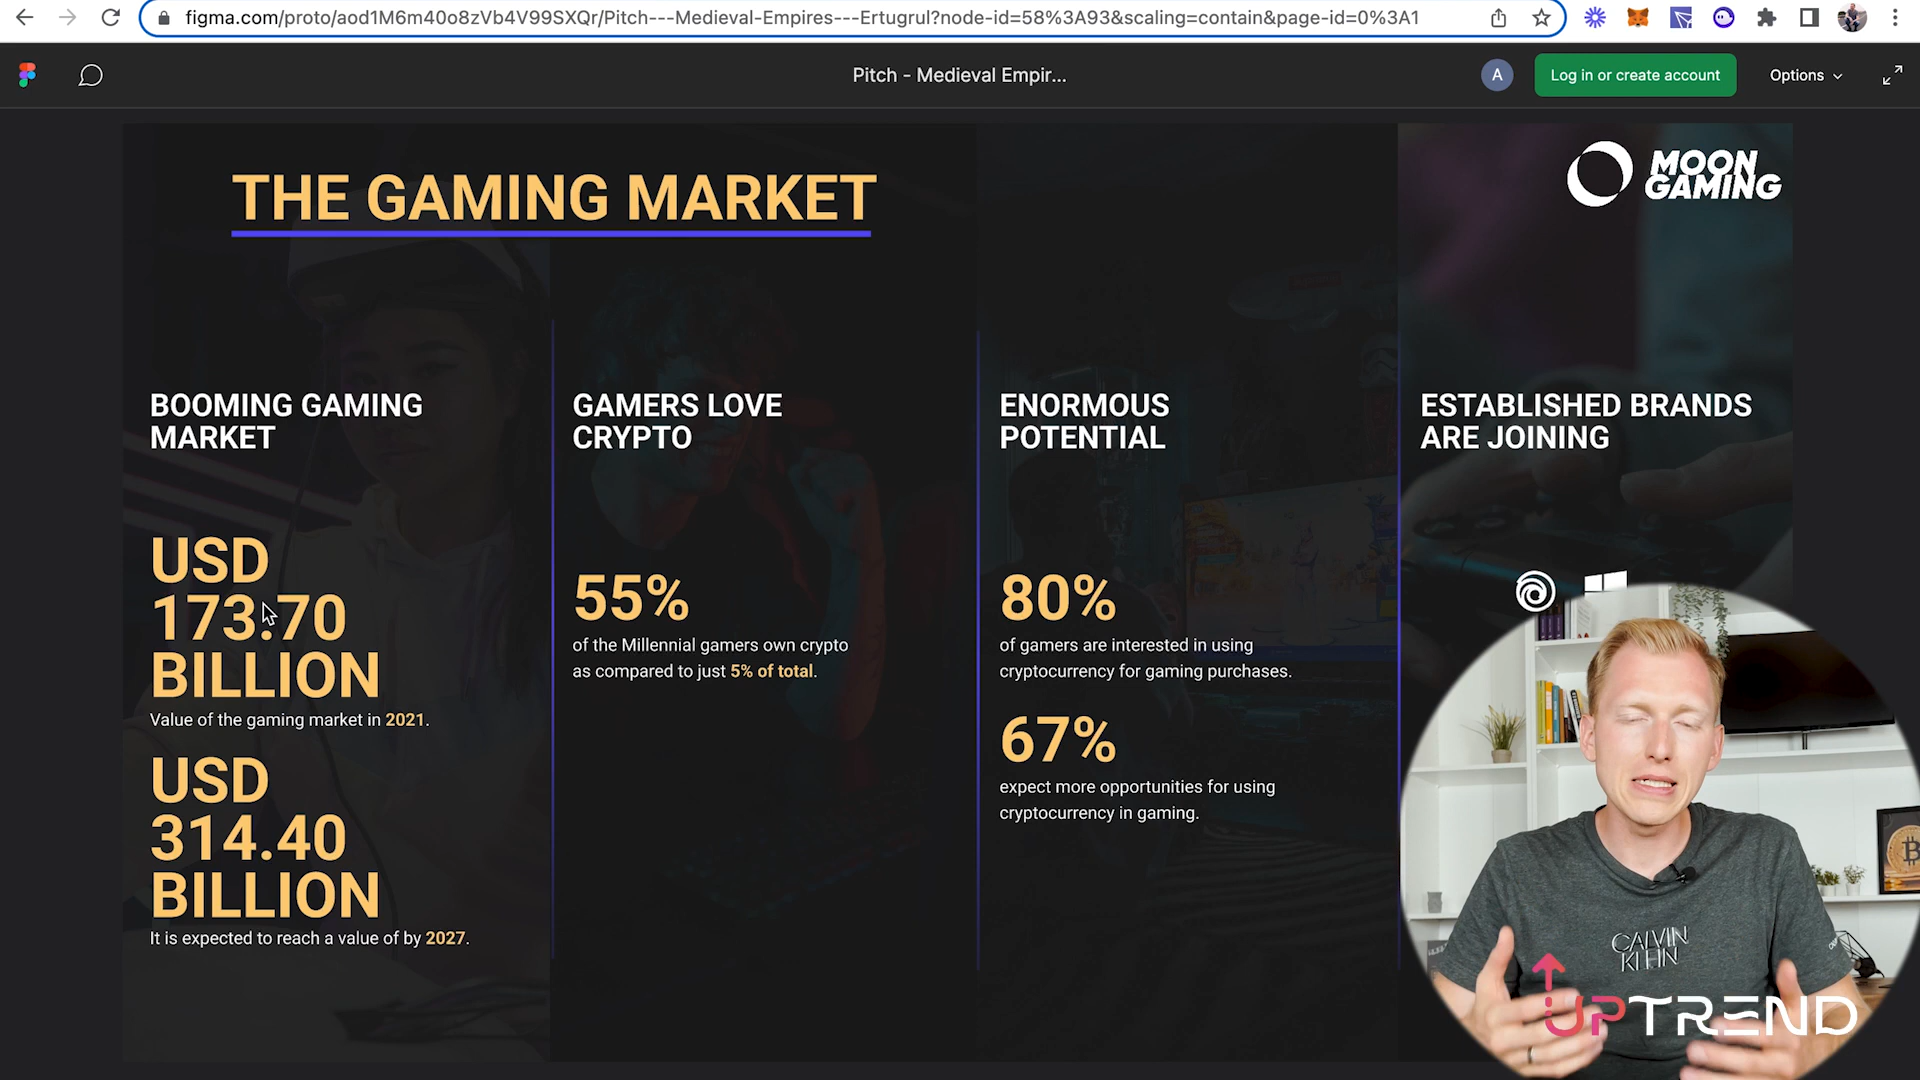 figma.com/proto/aod1M6m40o8zVb4V99SXQr/Pitch---Medieval-Empires---Ertugrul?node-id=58%3A93&scaling=contain&page-id=0%3A1
Pitch - Medieval Empir...
A
Log in or create account
Options
THE GAMING MARKET
MOON
GAMING
BOOMING GAMING
MARKET
USD
173.70
BILLION
Value of the gaming market in 2021.
USD
314.40
BILLION
It is expected to reach a value of by 2027.
GAMERS LOVE
CRYPTO
55%
of the Millennial gamers own crypto
as compared to just 5% of total.
ENORMOUS
POTENTIAL
80%
of gamers are interested in using
cryptocurrency for gaming purchases.
67%
expect more opportunities for using
cryptocurrency in gaming.
ESTABLISHED BRANDS
ARE JOINING
CALVIN
KLEIN
UPTREND